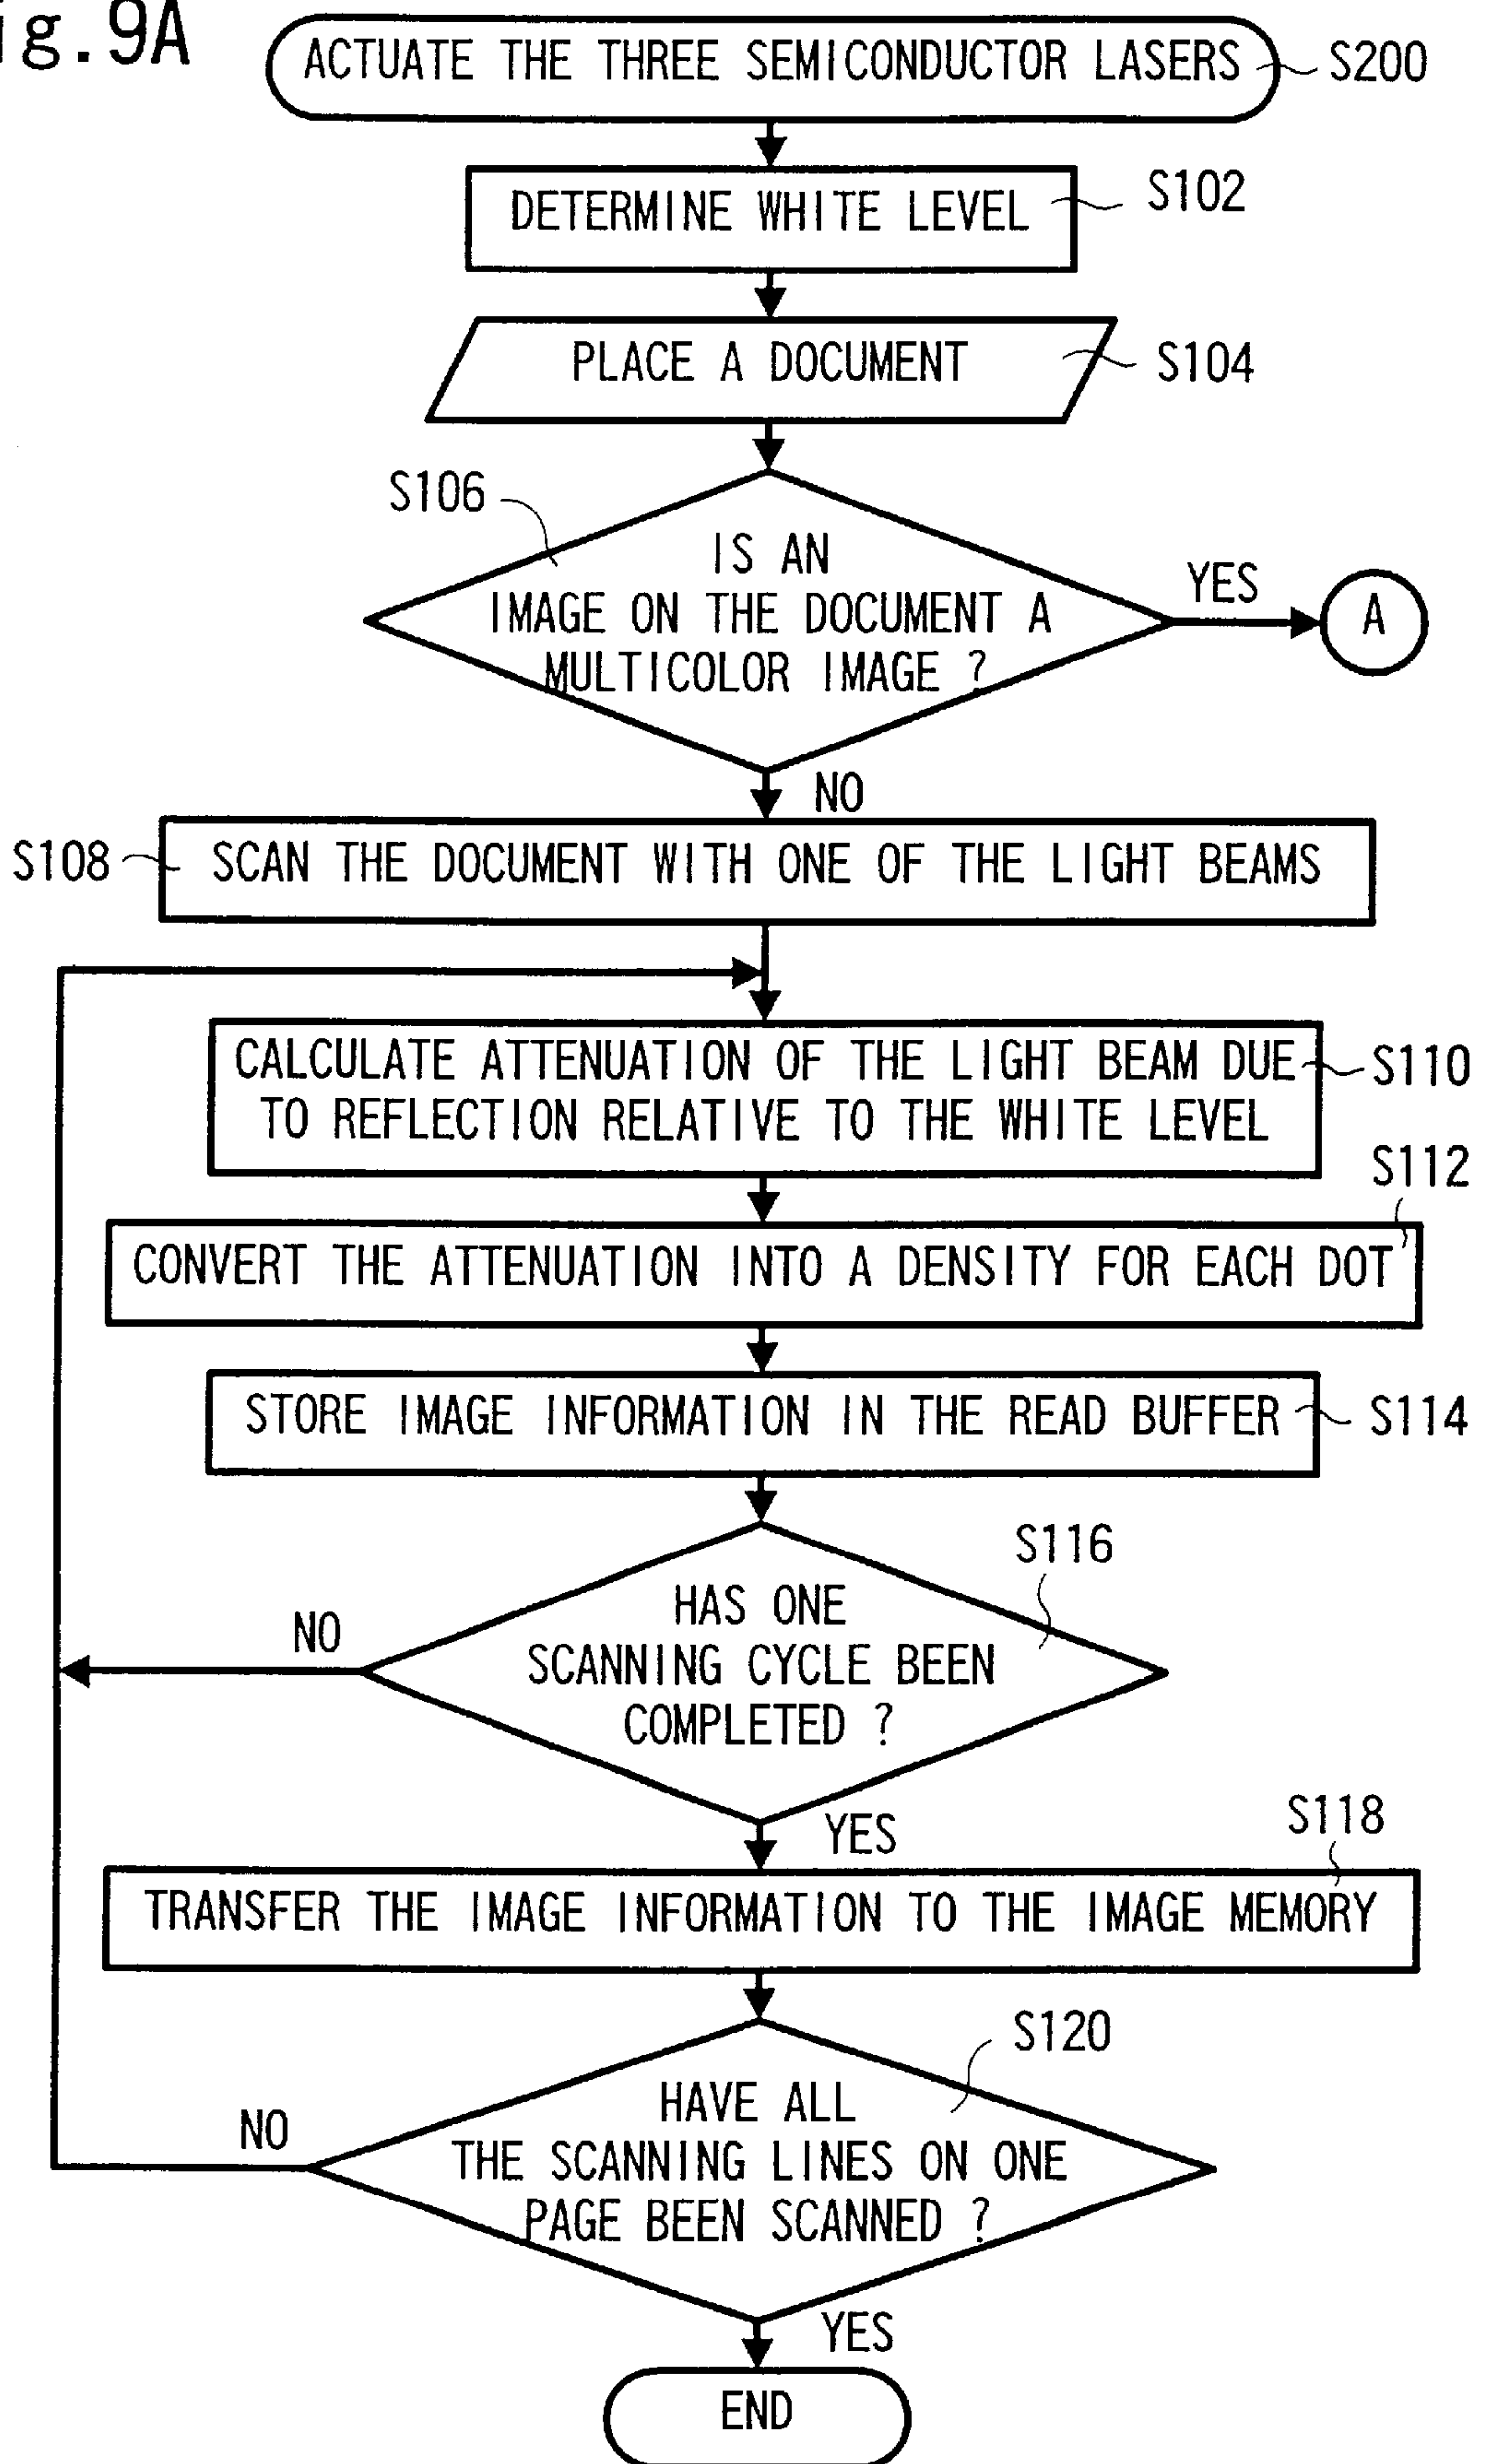 ig.9A
ACTUATE THE THREE SEMICONDUCTOR LASERS
S200
DETERMINE WHITE LEVEL
S102
PLACE A DOCUMENT
S104
S106
IS AN
IMAGE ON THE DOCUMENT A
MULTICOLOR IMAGE ?
YES
A
NO
S108
SCAN THE DOCUMENT WITH ONE OF THE LIGHT BEAMS
CALCULATE ATTENUATION OF THE LIGHT BEAM DUE
TO REFLECTION RELATIVE TO THE WHITE LEVEL
S110
S112
CONVERT THE ATTENUATION INTO A DENSITY FOR EACH DOT
STORE IMAGE INFORMATION IN THE READ BUFFER
S114
S116
HAS ONE
SCANNING CYCLE BEEN
COMPLETED ?
NO
YES
S118
TRANSFER THE IMAGE INFORMATION TO THE IMAGE MEMORY
S120
HAVE ALL
THE SCANNING LINES ON ONE
PAGE BEEN SCANNED ?
NO
YES
END